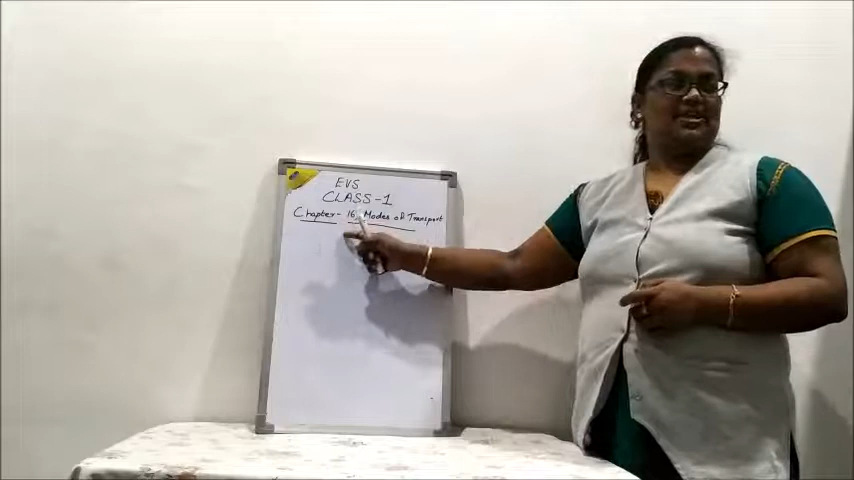 EVS
CLASS-1
Chapter- 16 Modes of Transport